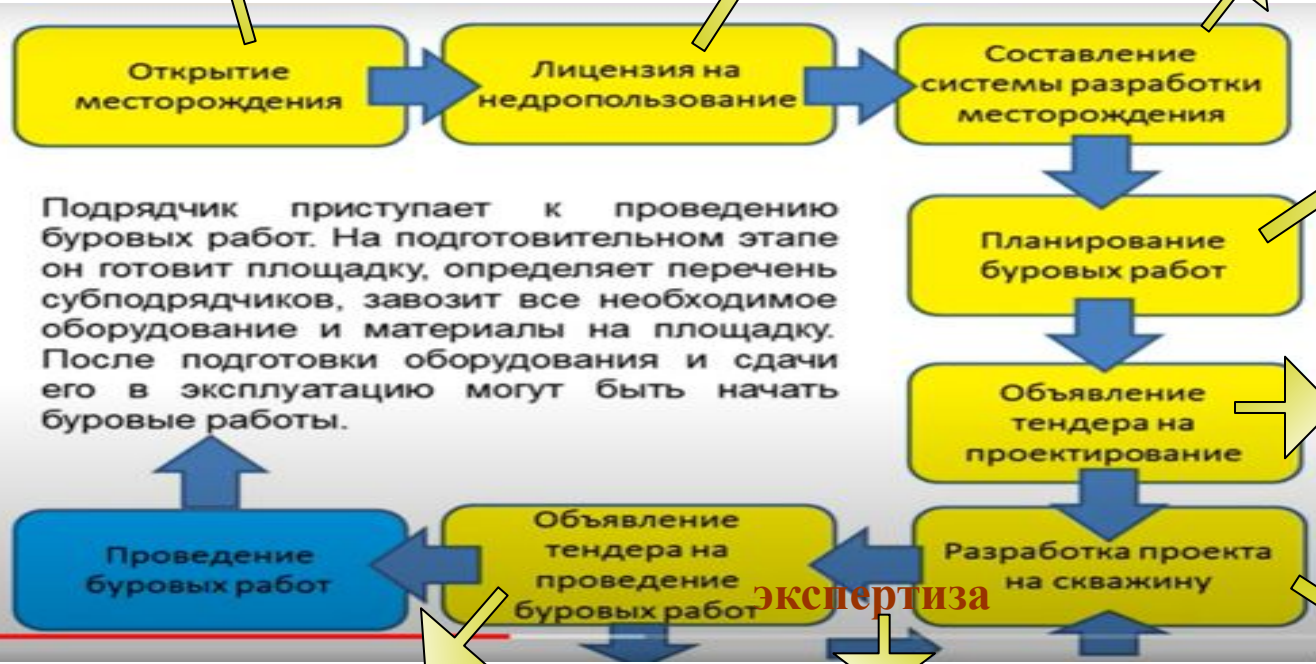 Открытие
месторождения
Лицензия на
недропользование
Составление
системы разработки
месторождения
Подрядчик приступает к проведению
буровых работ. На подготовительном этапе
он готовит площадку, определяет перечень
субподрядчиков, завозит все необходимое
оборудование и материалы на площадку.
После подготовки оборудования и сдачи
его в эксплуатацию могут быть начать
буровые работы.
Планирование
буровых работ
Объявление
тендера на
проектирование
Разработка проекта
на скважину
экспертиза
Объявление
тендера на
проведение
буровых работ
Проведение
буровых работ